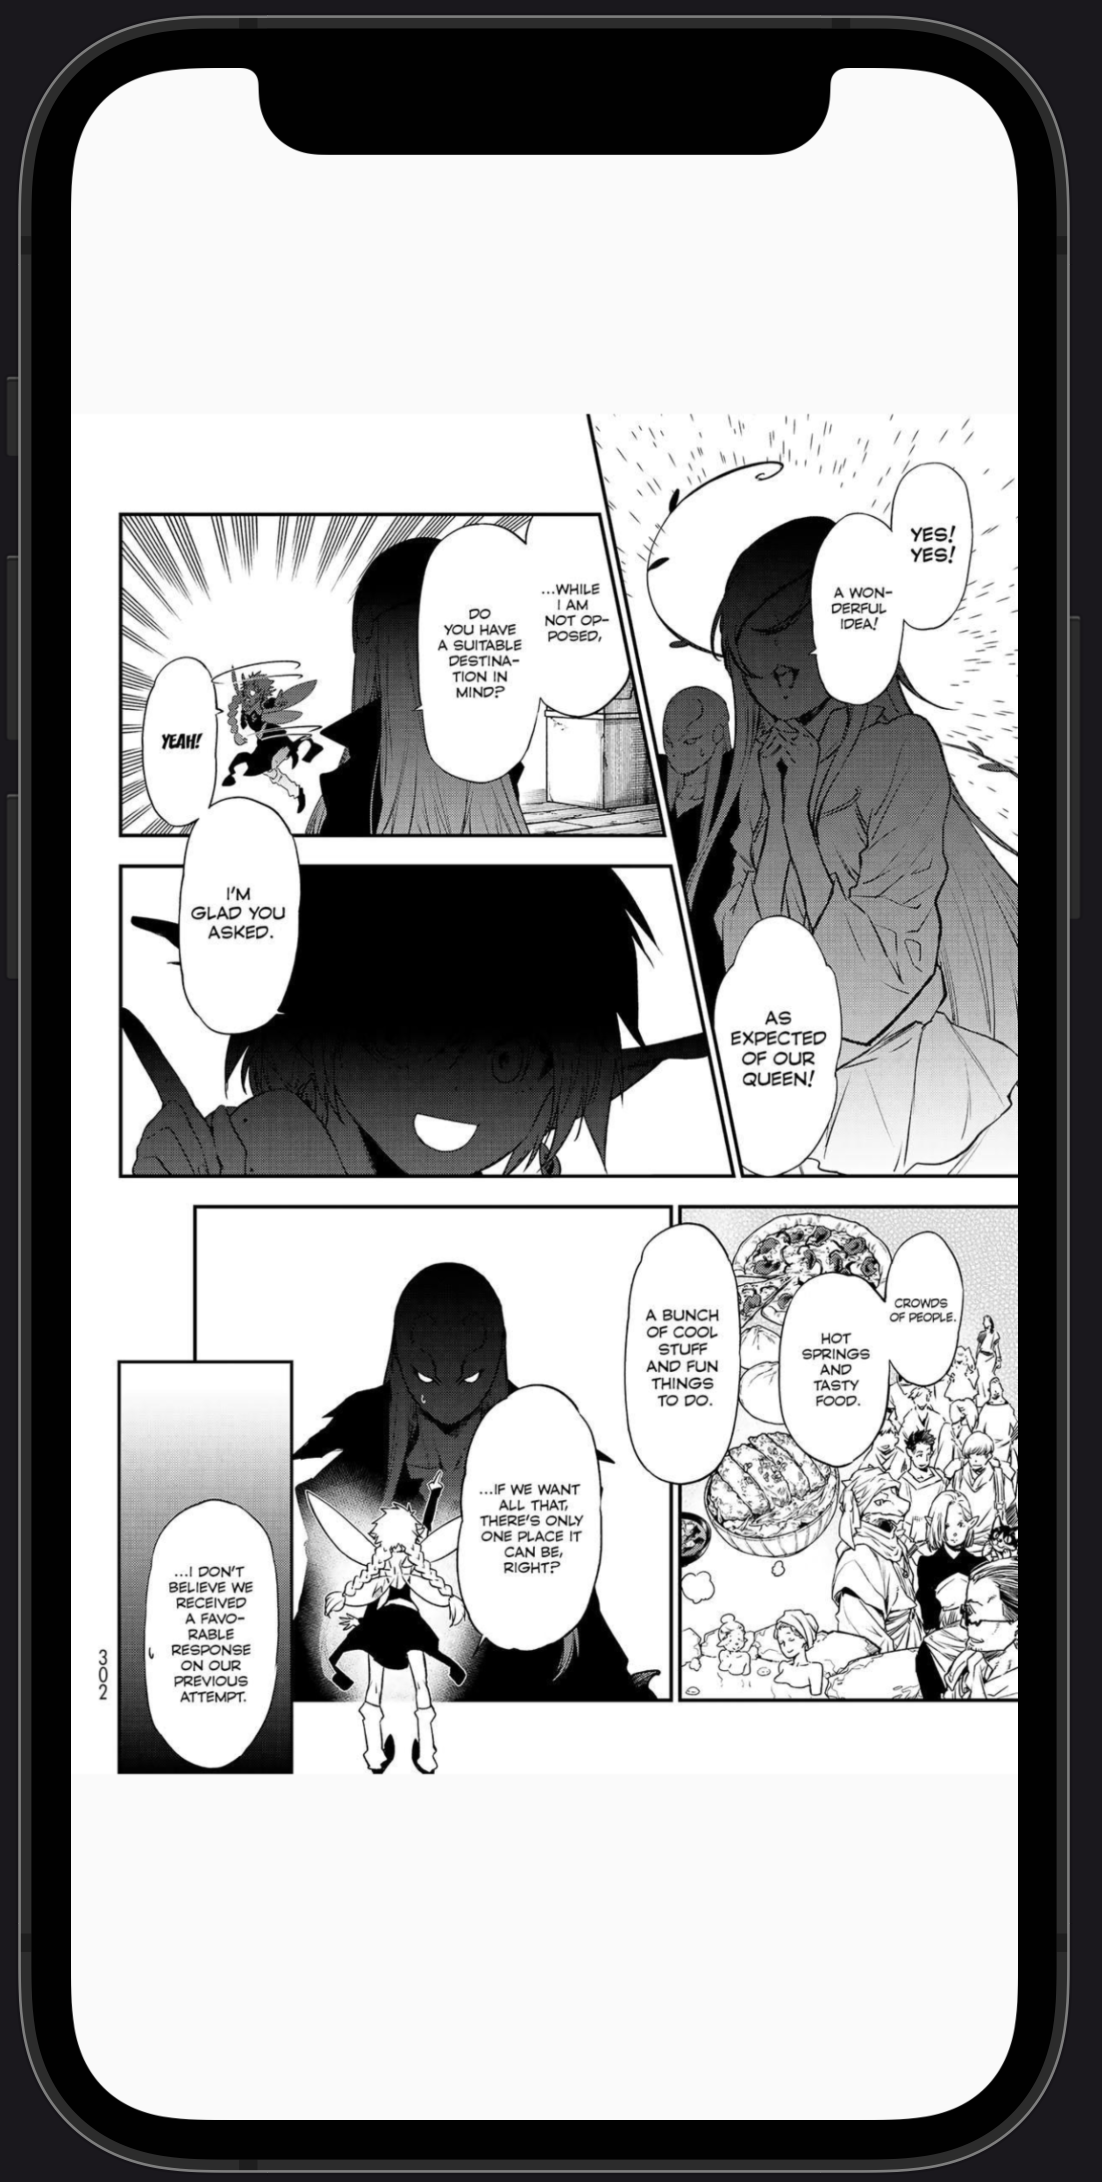 YES!
YES!
A WON-
DERFUL
IDEA!
AS
EXPECTED
OF OUR
QUEEN!
...WHILE
I AM
NOT OP-
POSED,
DO
YOU HAVE
A SUITABLE
DESTINA-
TION IN
MIND?
YEAH!
I'M
GLAD YOU
ASKED.
CROWDS
OF PEOPLE.
HOT
SPRINGS
AND
TASTY
FOOD.
A BUNCH
OF COOL
STUFF
AND FUN
THINGS
TO DO.
...IF WE WANT
ALL THAT,
THERE'S ONLY
ONE PLACE IT
CAN BE,
RIGHT?
...I DON'T
BELIEVE WE
RECEIVED
A FAVO-
RABLE
RESPONSE
ON OUR
PREVIOUS
ATTEMPT.
302